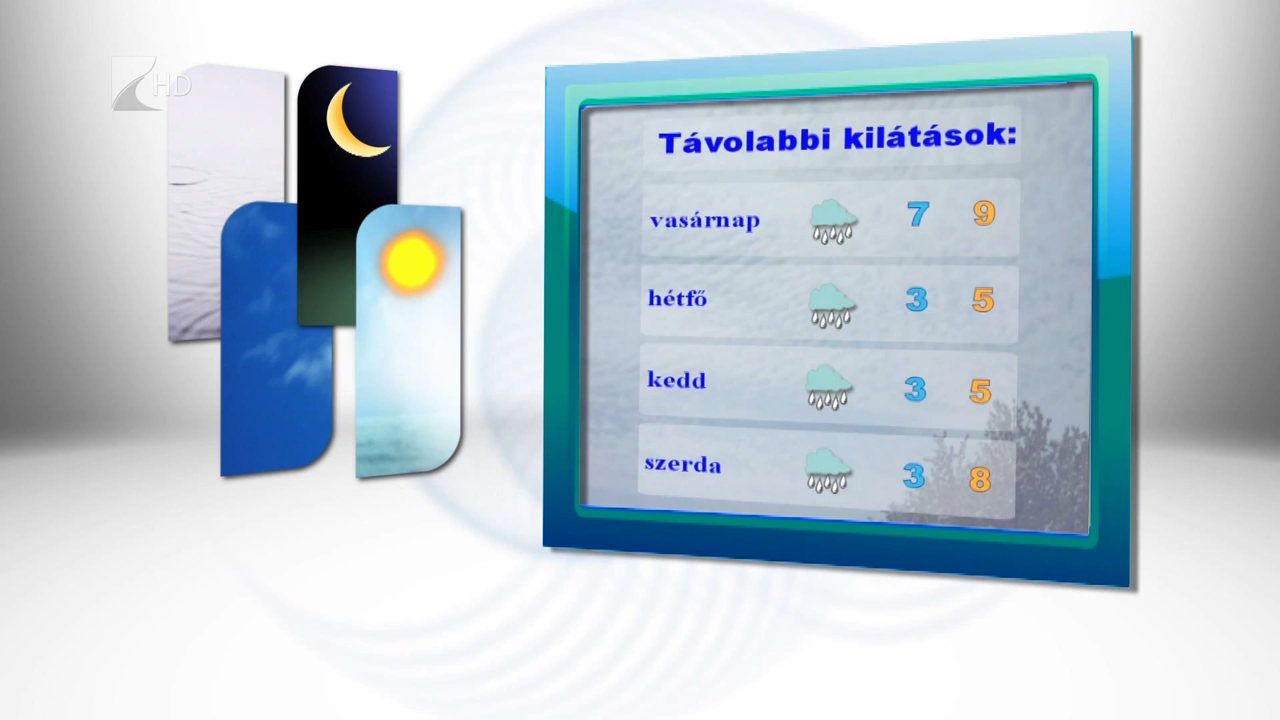 HD
Távolabbi kilátások:
vasárnap 7 9
hétfő 3 5
kedd 3 5
szerda 3 8